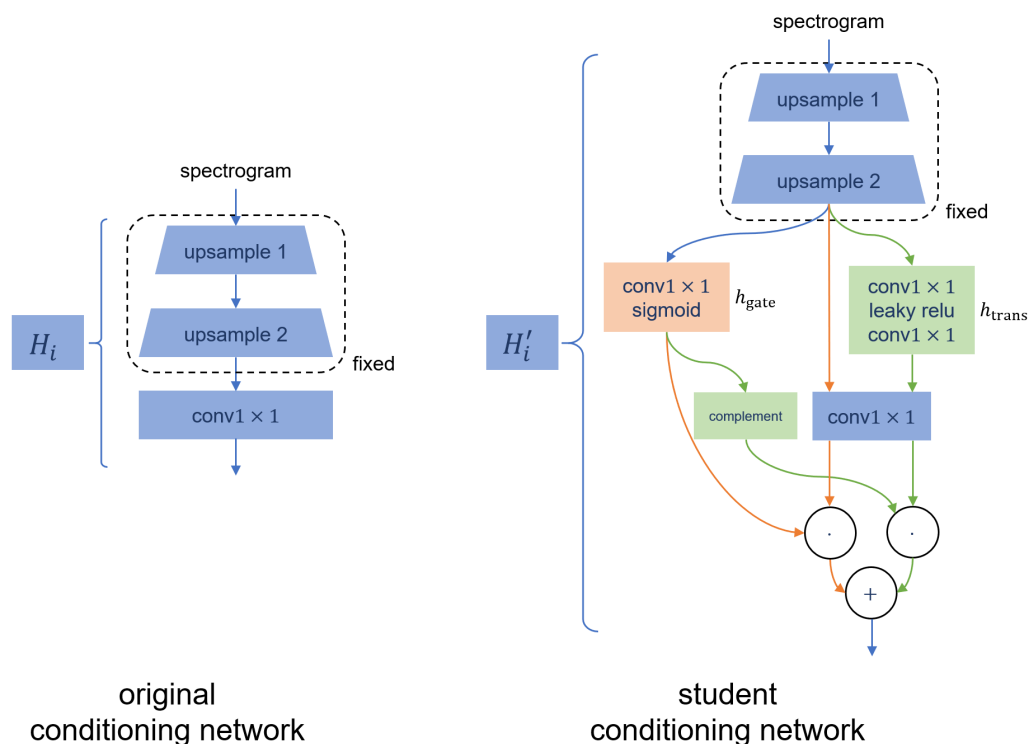 spectrogram
upsample 1
upsample 2
fixed
conv1 × 1
H_i
original
conditioning network
spectrogram
upsample 1
upsample 2
fixed
conv1 × 1
sigmoid
h_gate
conv1 × 1
leaky relu
conv1 × 1
h_trans
H_i′
complement
conv1 × 1
·
·
+
student
conditioning network